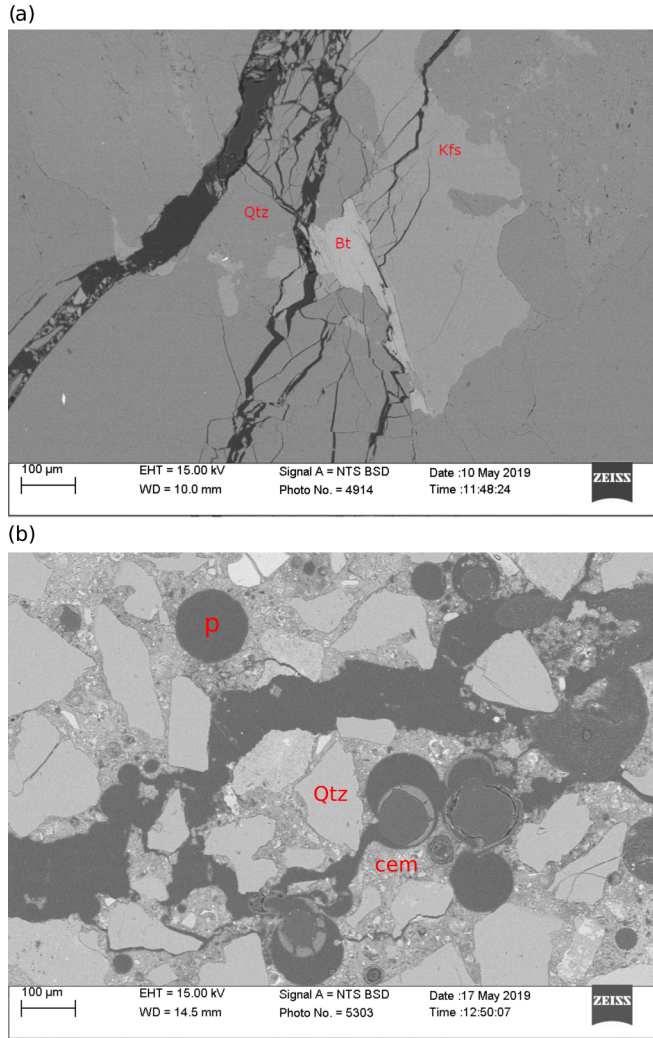 (a)
Kfs
Qtz
Bt
100 µm
EHT = 15.00 kV
WD = 10.0 mm
Signal A = NTS BSD
Photo No. = 4914
Date :10 May 2019
Time :11:48:24
ZEISS
(b)
p
Qtz
cem
100 µm
EHT = 15.00 kV
WD = 14.5 mm
Signal A = NTS BSD
Photo No. = 5303
Date :17 May 2019
Time :12:50:07
ZEISS